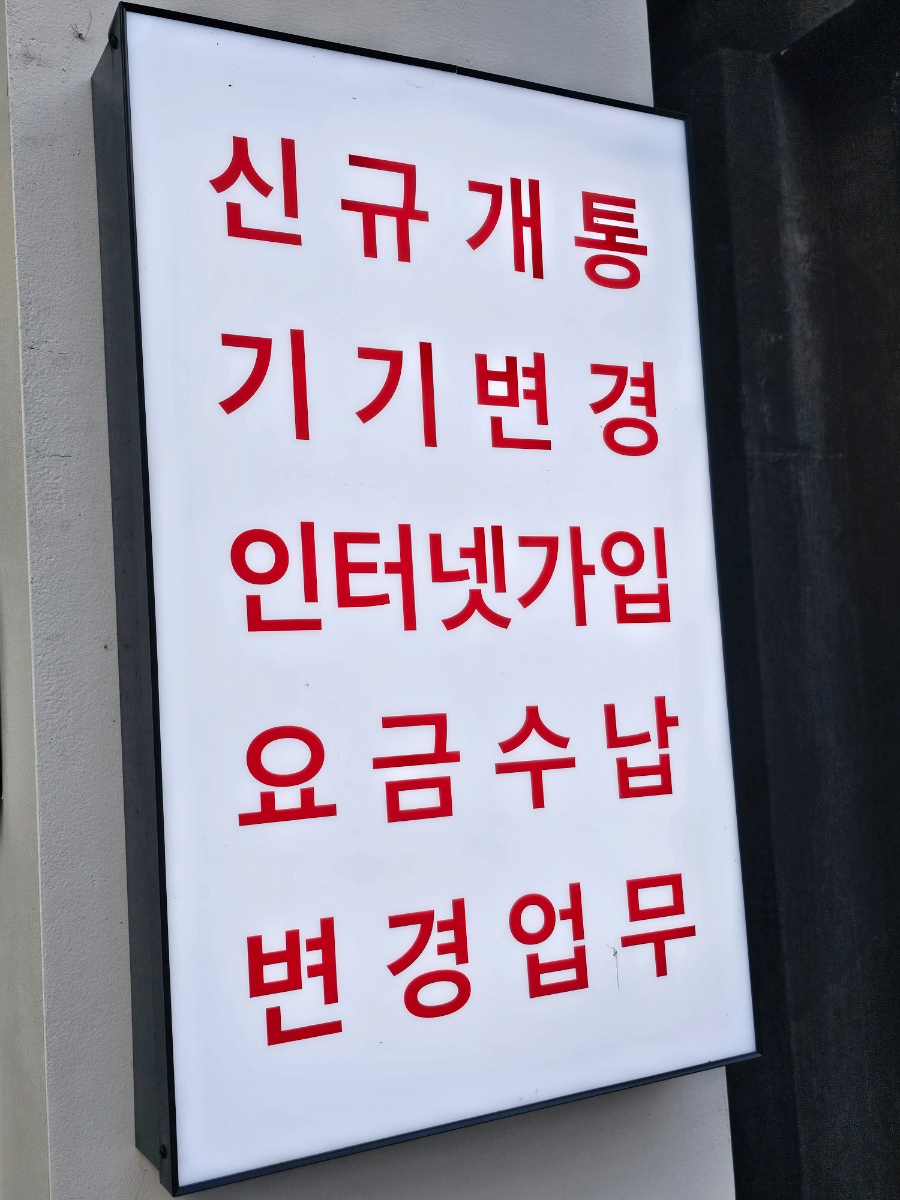 신규개통
기기변경
인터넷가입
요금수납
변경업무